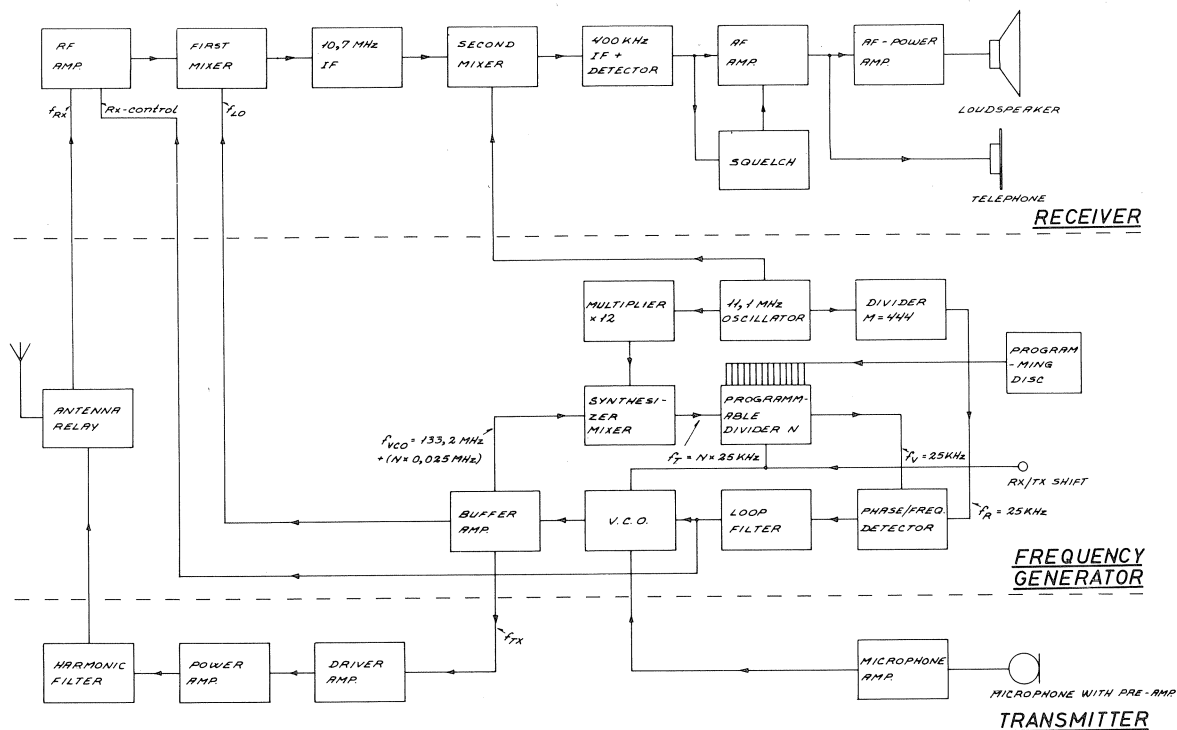 RF
AMP.
FIRST
MIXER
10,7 MHz
IF
SECOND
MIXER
400 KHz
IF +
DETECTOR
AF
AMP.
AF-POWER
AMP.
fRx
Rx-control
fLO
LOUDSPEAKER
SQUELCH
TELEPHONE
RECEIVER
MULTIPLIER
×12
11,1 MHz
OSCILLATOR
DIVIDER
M=444
PROGRAM
-MING
DISC
ANTENNA
RELAY
SYNTHESI-
ZER
MIXER
PROGRAMM-
ABLE
DIVIDER N
fVCO = 133,2 MHz
+(N×0,025 MHz)
fT = N × 25 KHz
fV = 25 KHz
RX/TX SHIFT
BUFFER
AMP.
V.C.O.
LOOP
FILTER
PHASE/FREQ.
DETECTOR
fR = 25 KHz
FREQUENCY
GENERATOR
fTX
HARMONIC
FILTER
POWER
AMP.
DRIVER
AMP.
MICROPHONE
AMP.
MICROPHONE WITH PRE-AMP.
TRANSMITTER